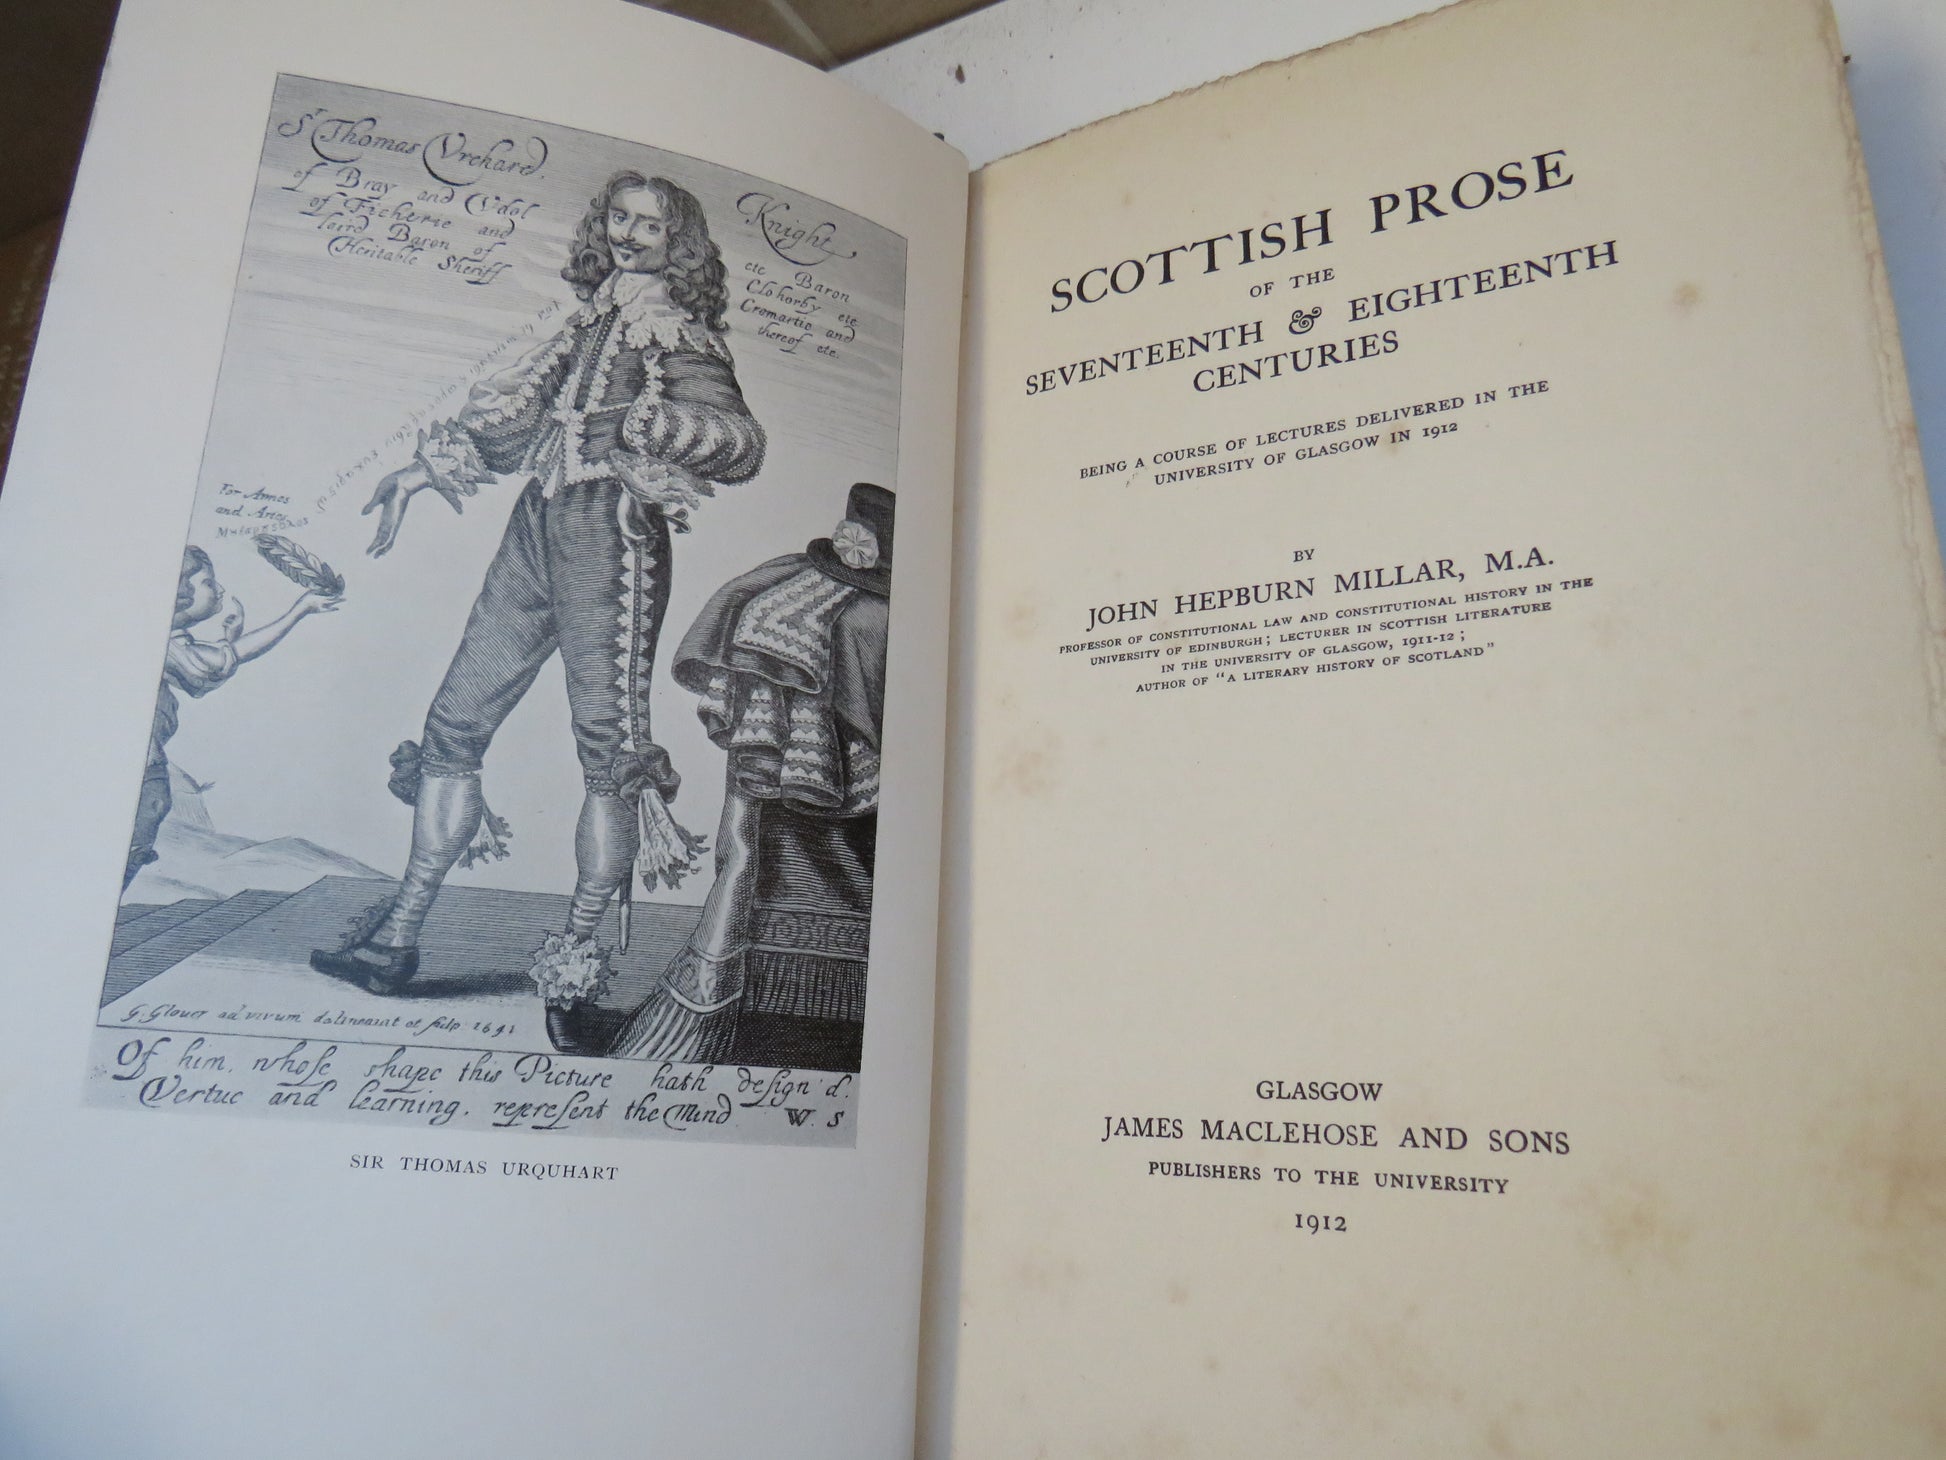 Sr Thomas Vrchard,
of Bray and Udol
of Ficherie and
laird Baron of
Heritable Sheriff
Knight
etc Baron
Clohorby etc
Cromartie and
thereof etc.
For Armes
and Artes
G. Glover ad vivum delineavit et sculp: 1641
Of him, whose shape this Picture hath design'd.
Vertue and learning, represent the Mind. W. S
SIR THOMAS URQUHART
SCOTTISH PROSE
OF THE
SEVENTEENTH & EIGHTEENTH
CENTURIES
BEING A COURSE OF LECTURES DELIVERED IN THE
UNIVERSITY OF GLASGOW IN 1912
BY
JOHN HEPBURN MILLAR, M.A.
PROFESSOR OF CONSTITUTIONAL LAW AND CONSTITUTIONAL HISTORY IN THE
UNIVERSITY OF EDINBURGH; LECTURER IN SCOTTISH LITERATURE
IN THE UNIVERSITY OF GLASGOW, 1911-12;
AUTHOR OF "A LITERARY HISTORY OF SCOTLAND"
GLASGOW
JAMES MACLEHOSE AND SONS
PUBLISHERS TO THE UNIVERSITY
1912